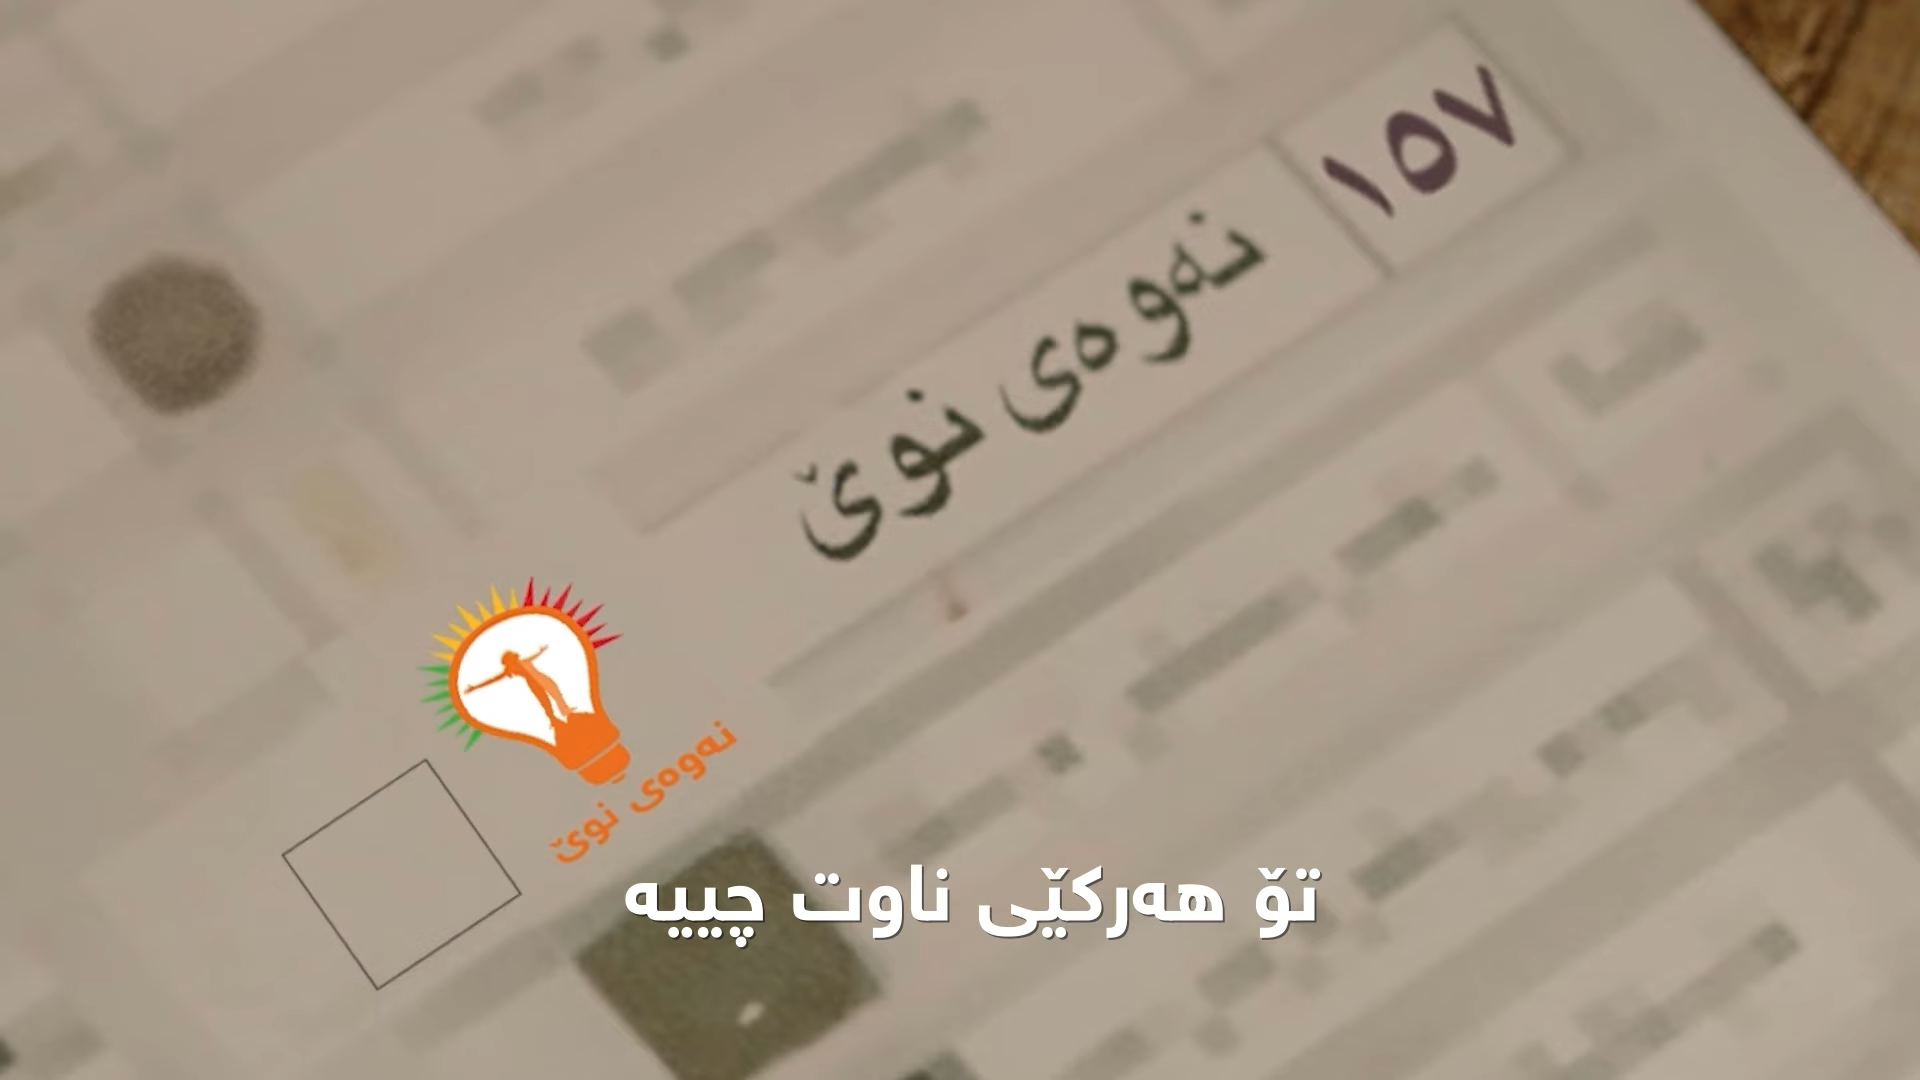 ١٥٧
نەوەی نوێ
نەوەی نوێ
تۆ هەرکێی ناوت چییە